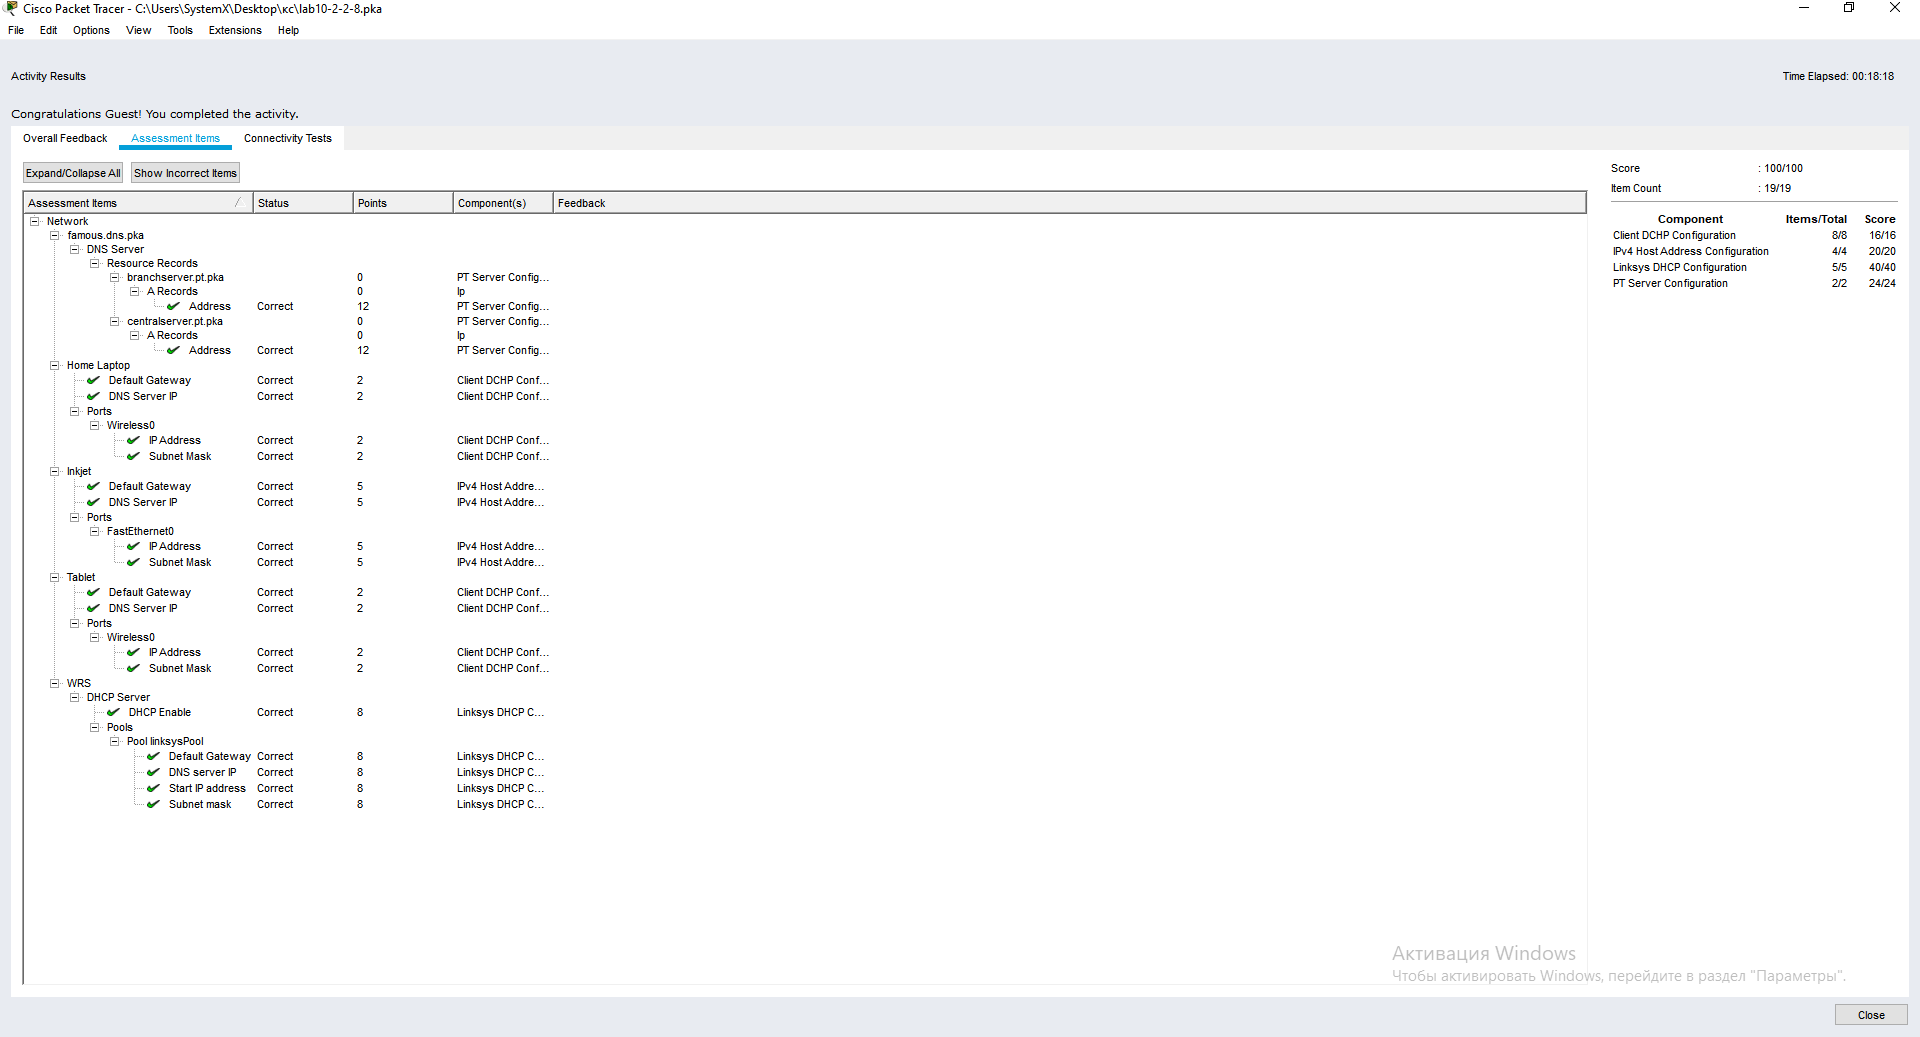 Cisco Packet Tracer - C:\Users\SystemX\Desktop\кс\lab10-2-2-8.pka
File Edit Options View Tools Extensions Help
Activity Results
Time Elapsed: 00:18:18
Congratulations Guest! You completed the activity.
Overall Feedback Assessment Items Connectivity Tests
Expand/Collapse All Show Incorrect Items
Assessment Items Status Points Component(s) Feedback
Network
famous.dns.pka
DNS Server
Resource Records
branchserver.pt.pka 0 PT Server Config...
A Records 0 Ip
Address Correct 12 PT Server Config...
centralserver.pt.pka 0 PT Server Config...
A Records 0 Ip
Address Correct 12 PT Server Config...
Home Laptop
Default Gateway Correct 2 Client DCHP Conf...
DNS Server IP Correct 2 Client DCHP Conf...
Ports
Wireless0
IP Address Correct 2 Client DCHP Conf...
Subnet Mask Correct 2 Client DCHP Conf...
Inkjet
Default Gateway Correct 5 IPv4 Host Addre...
DNS Server IP Correct 5 IPv4 Host Addre...
Ports
FastEthernet0
IP Address Correct 5 IPv4 Host Addre...
Subnet Mask Correct 5 IPv4 Host Addre...
Tablet
Default Gateway Correct 2 Client DCHP Conf...
DNS Server IP Correct 2 Client DCHP Conf...
Ports
Wireless0
IP Address Correct 2 Client DCHP Conf...
Subnet Mask Correct 2 Client DCHP Conf...
WRS
DHCP Server
DHCP Enable Correct 8 Linksys DHCP C...
Pools
Pool linksysPool
Default Gateway Correct 8 Linksys DHCP C...
DNS server IP Correct 8 Linksys DHCP C...
Start IP address Correct 8 Linksys DHCP C...
Subnet mask Correct 8 Linksys DHCP C...
Score : 100/100
Item Count : 19/19
Component Items/Total Score
Client DCHP Configuration 8/8 16/16
IPv4 Host Address Configuration 4/4 20/20
Linksys DHCP Configuration 5/5 40/40
PT Server Configuration 2/2 24/24
Активация Windows
Чтобы активировать Windows, перейдите в раздел "Параметры".
Close